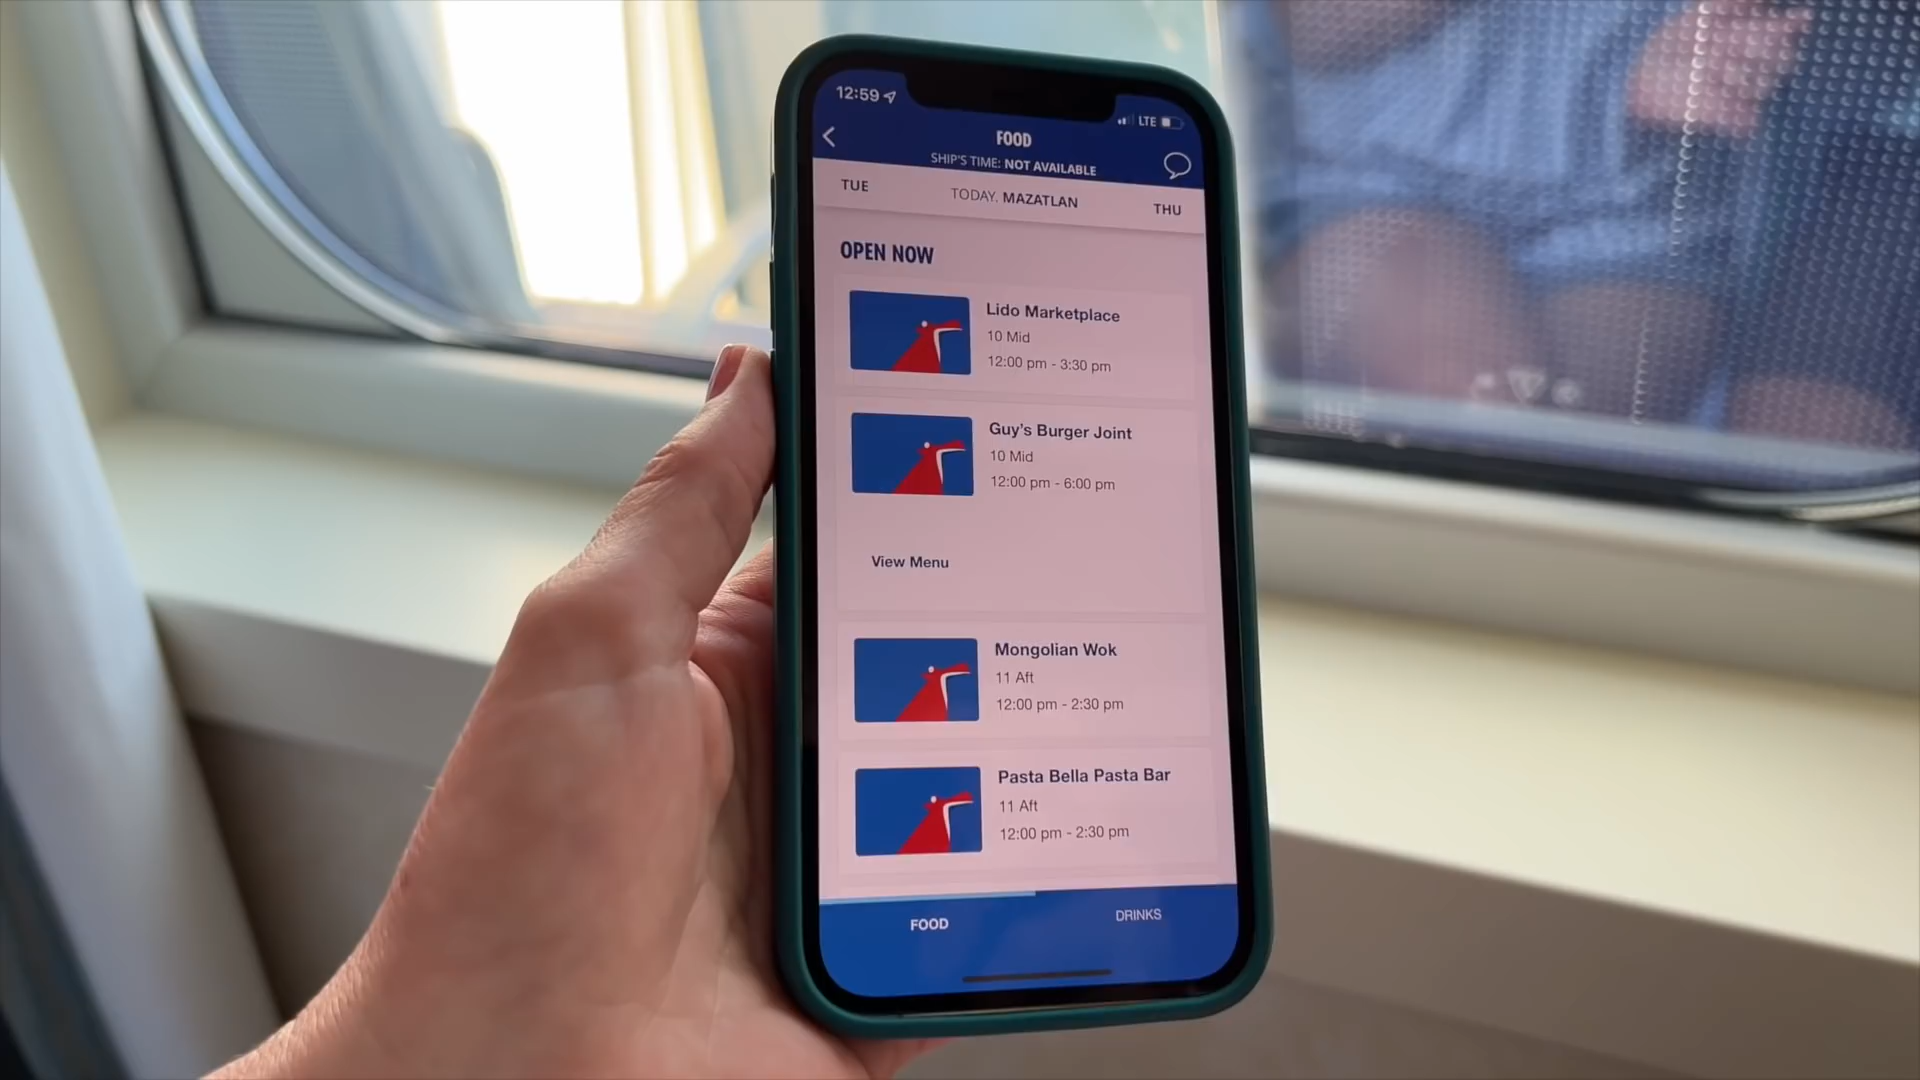 12:59
LTE
FOOD
SHIP'S TIME: NOT AVAILABLE
TUE
TODAY, MAZATLAN
THU
OPEN NOW
Lido Marketplace
10 Mid
12:00 pm - 3:30 pm
Guy's Burger Joint
10 Mid
12:00 pm - 6:00 pm
View Menu
Mongolian Wok
11 Aft
12:00 pm - 2:30 pm
Pasta Bella Pasta Bar
11 Aft
12:00 pm - 2:30 pm
FOOD
DRINKS